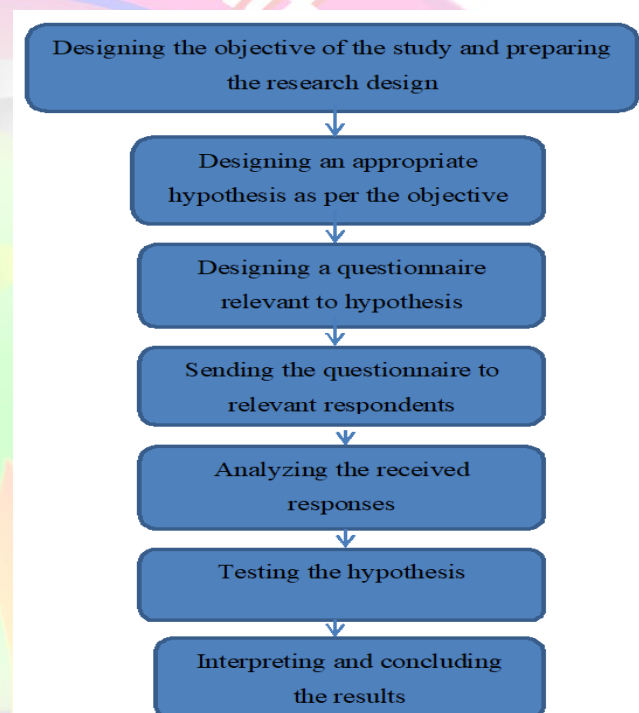 Designing the objective of the study and preparing
the research design
Designing an appropriate
hypothesis as per the objective
Designing a questionnaire
relevant to hypothesis
Sending the questionnaire to
relevant respondents
Analyzing the received
responses
Testing the hypothesis
Interpreting and concluding
the results